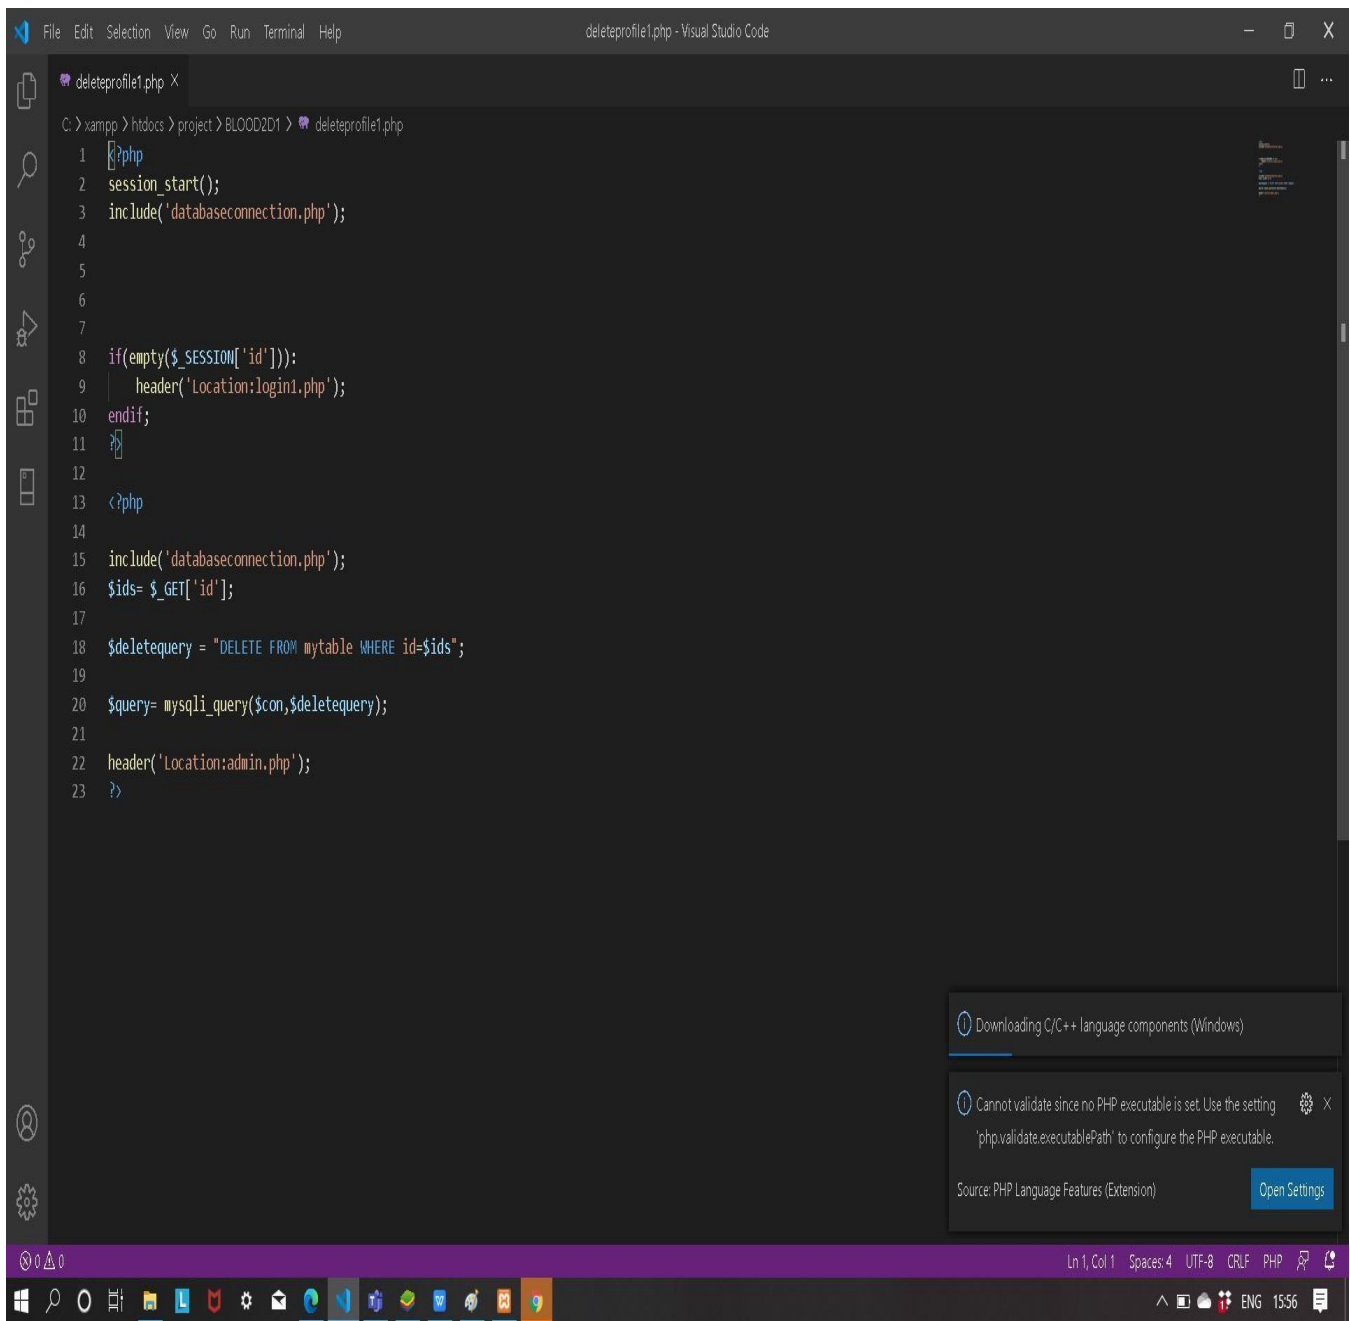 File Edit Selection View Go Run Terminal Help
deleteprofile1.php - Visual Studio Code
deleteprofile1.php
C: > xampp > htdocs > project > BLOOD2D1 > deleteprofile1.php
1 <?php
2 session_start();
3 include('databaseconnection.php');
4
5
6
7
8 if(empty($_SESSION['id'])):
9 header('Location:login1.php');
10 endif;
11 ?>
12
13 <?php
14
15 include('databaseconnection.php');
16 $ids= $_GET['id'];
17
18 $deletequery = "DELETE FROM mytable WHERE id=$ids";
19
20 $query= mysqli_query($con,$deletequery);
21
22 header('Location:admin.php');
23 ?>
Downloading C/C++ language components (Windows)
Cannot validate since no PHP executable is set. Use the setting
'php.validate.executablePath' to configure the PHP executable.
Source: PHP Language Features (Extension)
Open Settings
0 0
Ln 1, Col 1 Spaces: 4 UTF-8 CRLF PHP
ENG 15:56